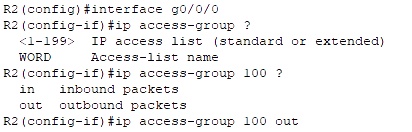 R2(config)#interface g0/0/0
R2(config-if)#ip access-group ?
  <1-199>  IP access list (standard or extended)
  WORD     Access-list name
R2(config-if)#ip access-group 100 ?
  in   inbound packets
  out  outbound packets
R2(config-if)#ip access-group 100 out